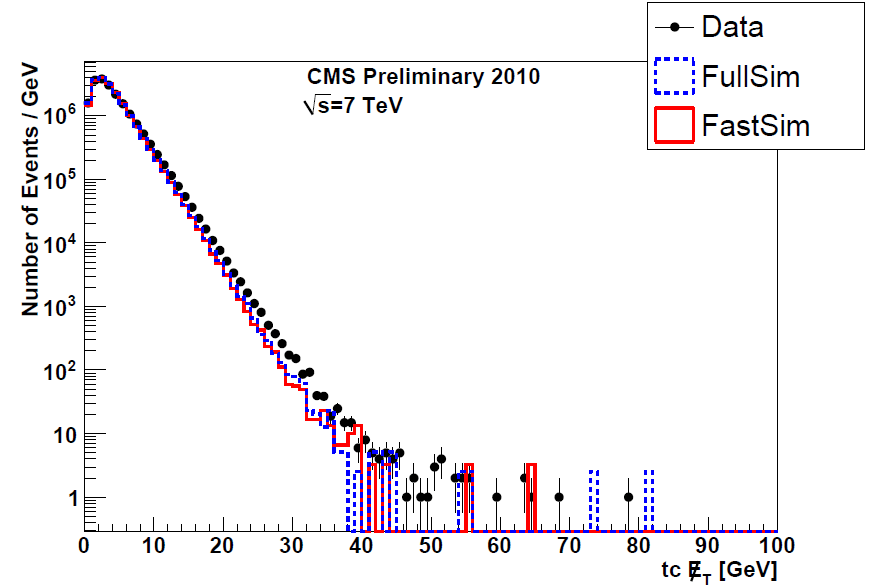 Data
FullSim
FastSim
CMS Preliminary 2010
√s=7 TeV
Number of Events / GeV
10⁶
10⁵
10⁴
10³
10²
10
1
0 10 20 30 40 50 60 70 80 90 100
tc E̸_T [GeV]